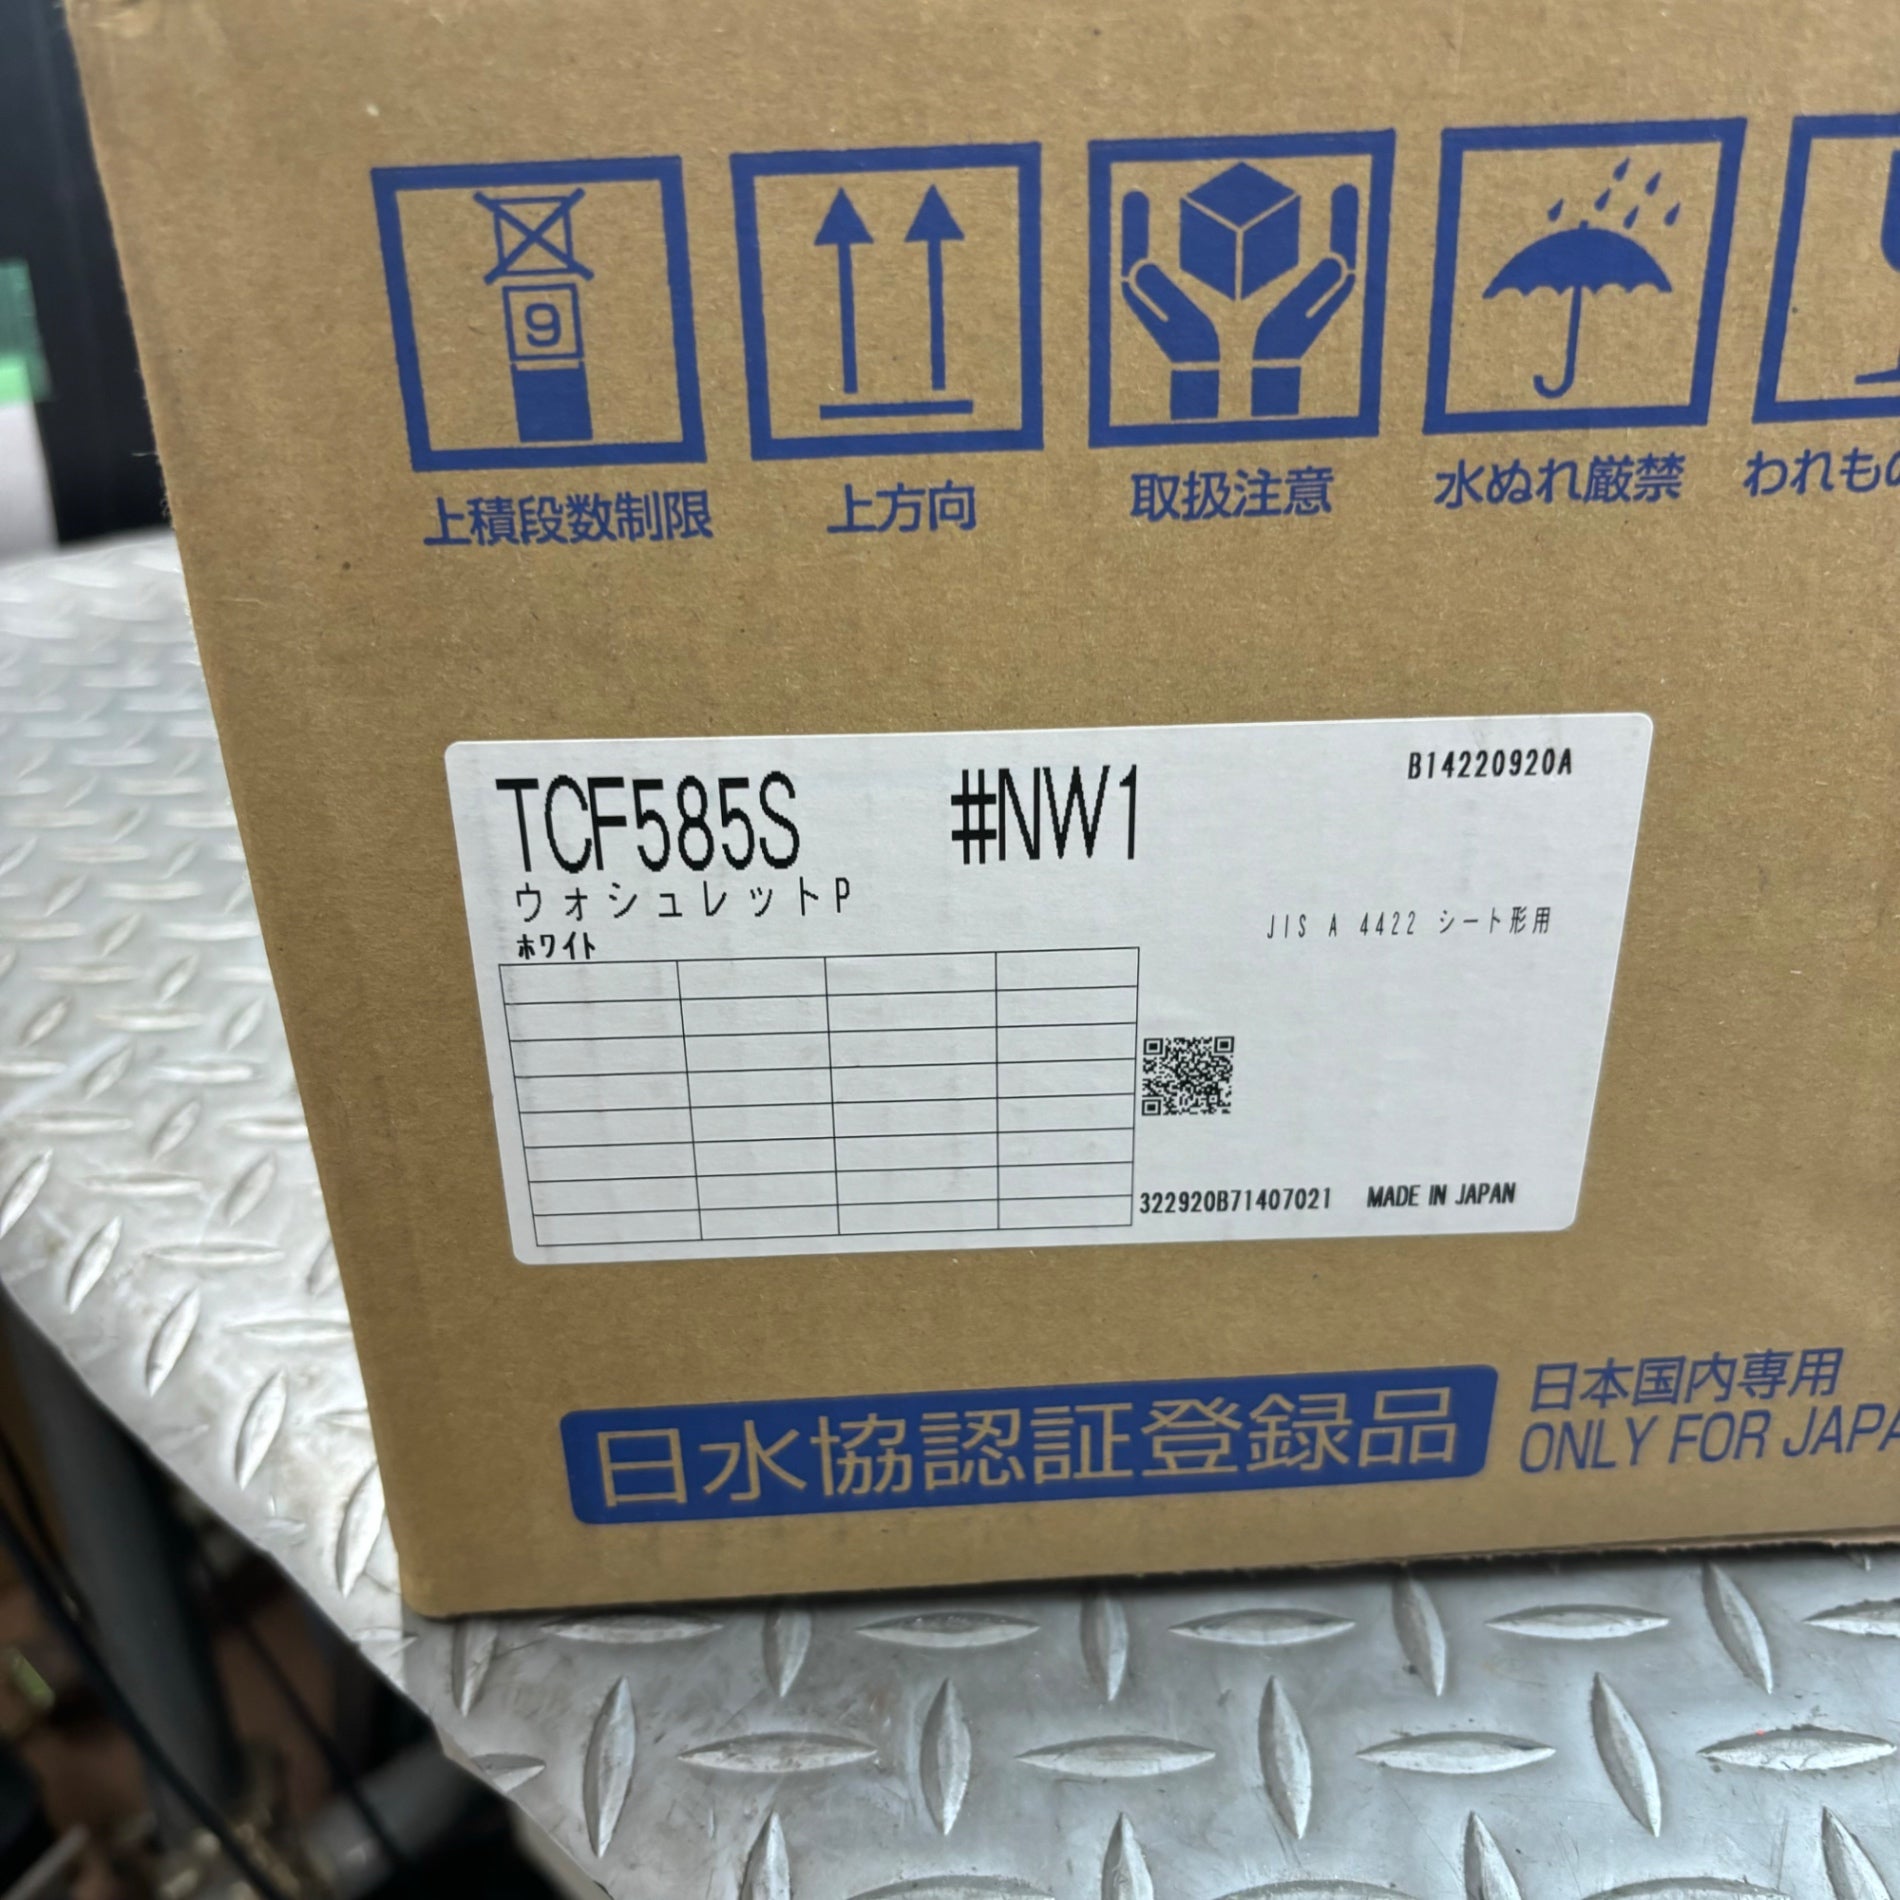 9
上積段数制限
上方向
取扱注意
水ぬれ厳禁
われも
TCF585S #NW1
B14220920A
ウォシュレットP
ホワイト
JIS A 4422 シート形用
322920B71407021 MADE IN JAPAN
日水協認証登録品
日本国内専用
ONLY FOR JAPA